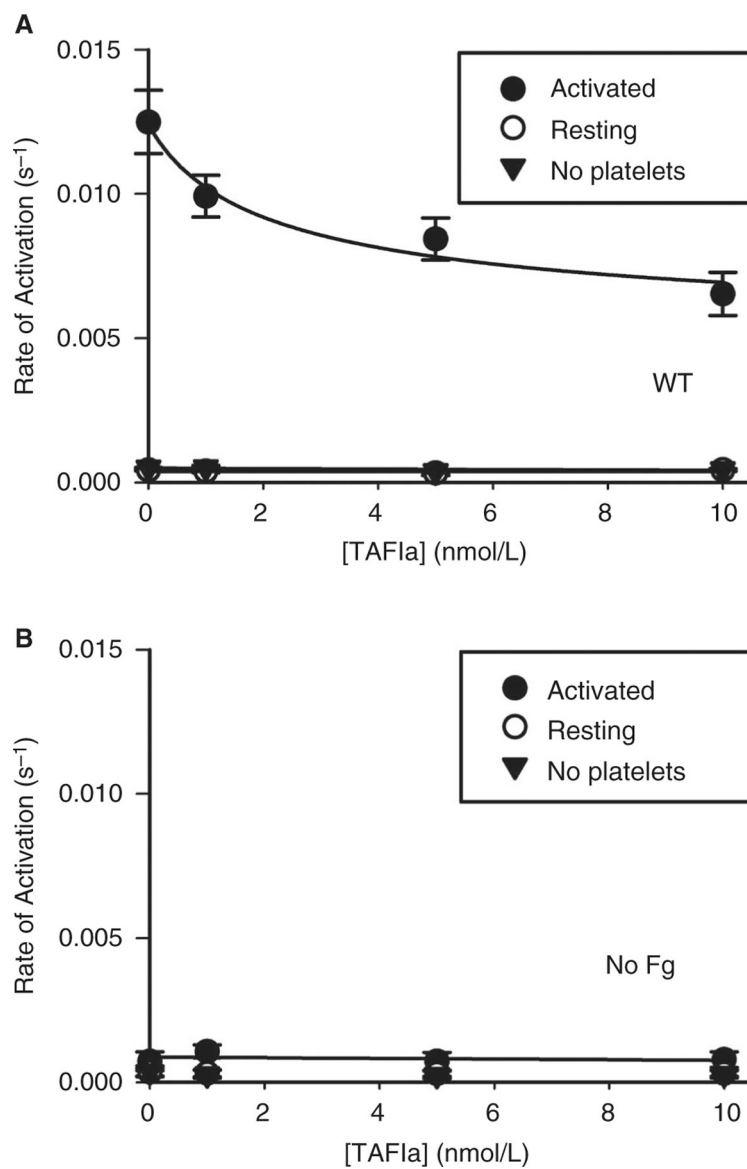 A
0.015
Activated
Resting
No platelets
0.010
Rate of Activation (s⁻¹)
0.005
WT
0.000
0 2 4 6 8 10
[TAFIa] (nmol/L)
B
0.015
Activated
Resting
No platelets
0.010
Rate of Activation (s⁻¹)
0.005
No Fg
0.000
0 2 4 6 8 10
[TAFIa] (nmol/L)